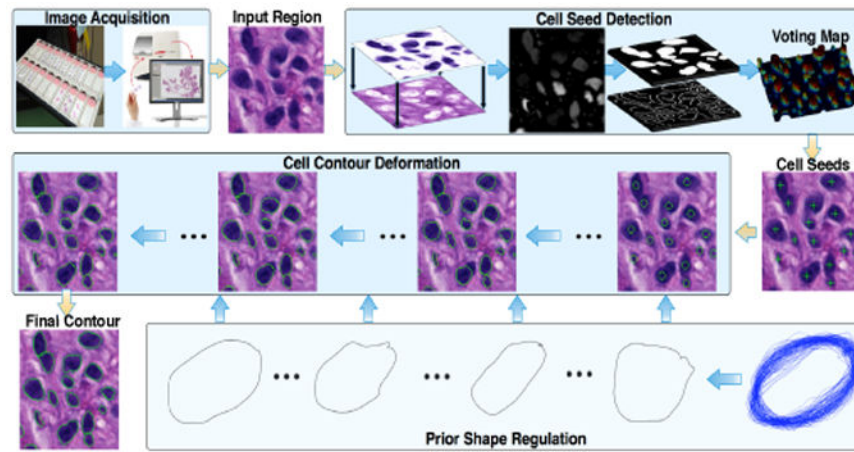 Image Acquisition
Input Region
Cell Seed Detection
Voting Map
Cell Contour Deformation
Cell Seeds
Final Contour
Prior Shape Regulation